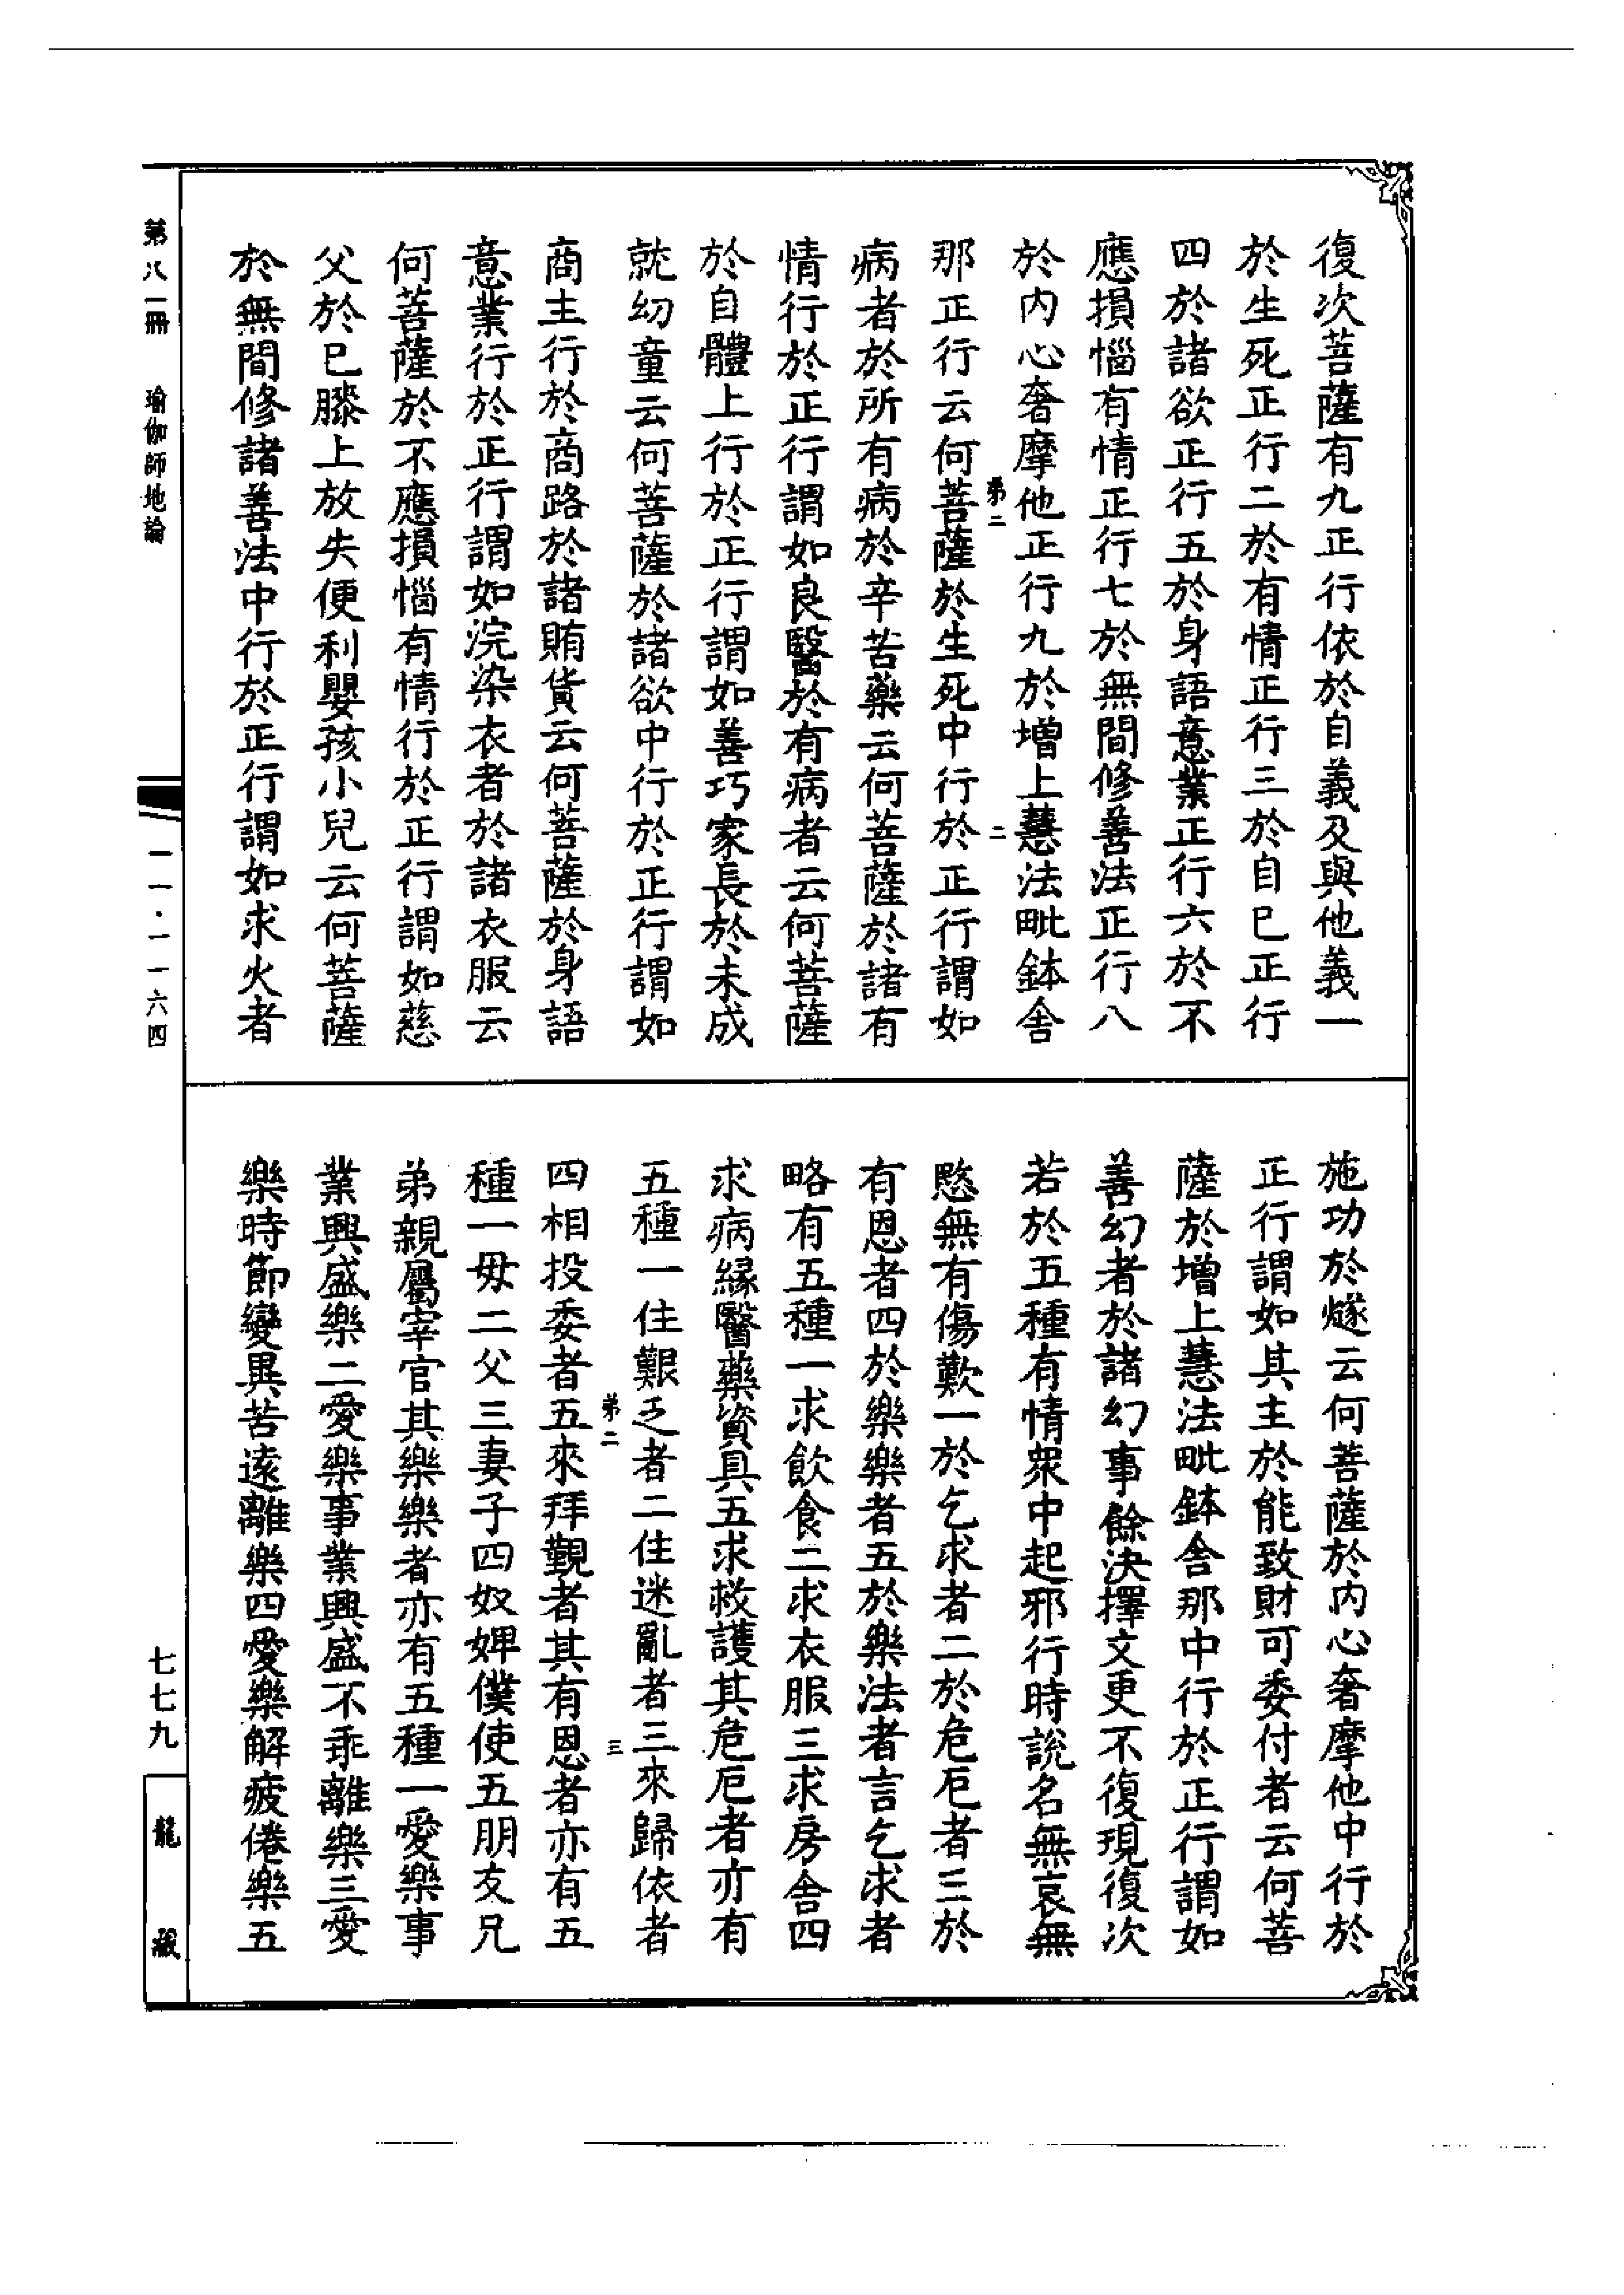 復次菩薩有九正行依於自義及與他義一
於生死正行二於有情正行三於自巳正行
四於諸欲正行五於身語意業正行六於不
應損惱有情正行七於無間修善法正行八
於內心奢摩他正行九於增上慧法毗鉢舍
第二 二
那正行云何菩薩於生死中行於正行謂如
病者於所有病於辛苦藥云何菩薩於諸有
情行於正行謂如良醫於有病者云何菩薩
於自體上行於正行謂如善巧家長於未成
就幼童云何菩薩於諸欲中行於正行謂如
商主行於商路於諸賄貨云何菩薩於身語
意業行於正行謂如浣染衣者於諸衣服云
何菩薩於不應損惱有情行於正行謂如慈
父於巳膝上放失便利嬰孩小兒云何菩薩
於無間修諸善法中行於正行謂如求火者
施功於燧云何菩薩於內心奢摩他中行於
正行謂如其主於能致財可委付者云何菩
薩於增上慧法毗鉢舍那中行於正行謂如
善幻者於諸幻事餘決擇文更不復現復次
若於五種有情衆中起邪行時說名無哀無
愍無有傷歎一於乞求者二於危厄者三於
有恩者四於樂樂者五於樂法者言乞求者
略有五種一求飲食二求衣服三求房舍四
求病緣醫藥資具五求救護其危厄者亦有
五種一住艱乏者二住迷亂者三來歸依者
第二 三
四相投委者五來拜覲者其有恩者亦有五
種一毋二父三妻子四奴婢僕使五朋友兄
弟親屬宰官其樂樂者亦有五種一愛樂事
業興盛樂二愛樂事業興盛不乖離樂三愛
樂時節變異苦遠離樂四愛樂解疲倦樂五
第八一冊 瑜伽師地論
一一·一一六四
七七九
龍藏